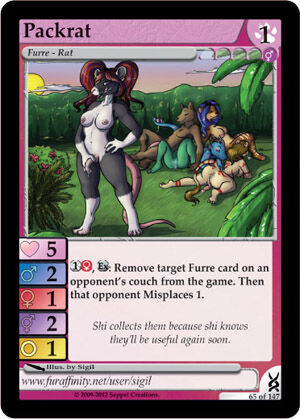 Packrat
1
Furre - Rat
5
2
1
2
1
1, : Remove target Furre card on an
opponent's couch from the game. Then
that opponent Misplaces 1.
Shi collects them because shi knows
they'll be useful again soon.
Illus. by Sigil
www.furaffinity.net/user/sigil
© 2009-2012 Seppel Creations.
65 of 147